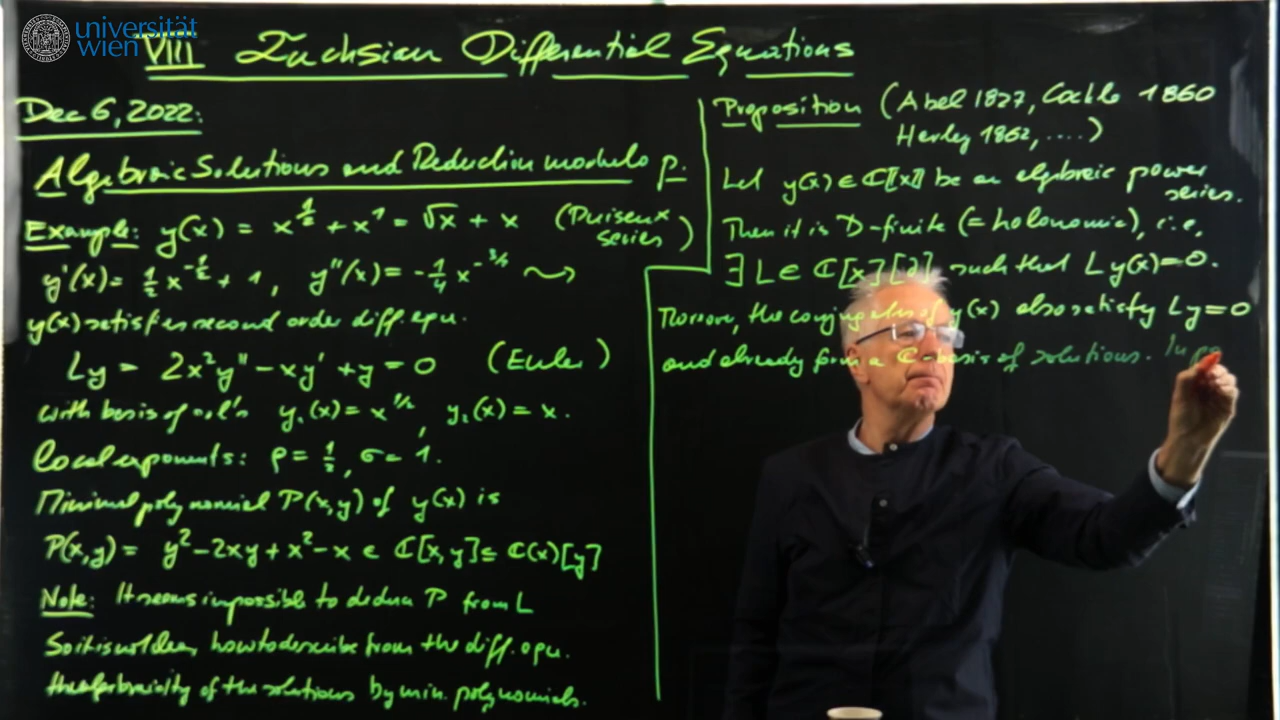 universität
wien
VIII Fuchsian Differential Equations
Dec 6, 2022:
Algebraic Solutions and Reduction modulo p.
Example: y(x) = x^{1/2} + x^1 = √x + x (Puiseux series)
y'(x) = 1/2 x^{-1/2} + 1, y''(x) = -1/4 x^{-3/2} ⤳
y(x) satisfies second order diff. equ.
Ly = 2x²y'' - xy' + y = 0 (Euler)
with basis of sol's y₁(x) = x^{1/2}, y₂(x) = x.
Local exponents: ρ = 1/2, σ = 1.
Minimal polynomial P(x,y) of y(x) is
P(x,y) = y² - 2xy + x² - x ∈ ℂ[x,y] ⊆ ℂ(x)[y]
Note: It seems impossible to deduce P from L
So it is not clear, how to describe from the diff. equ.
the algebraicity of the solutions by min. polynomials.
Proposition (Abel 1827, Cockle 1860
Harley 1862, ....)
Let y(x) ∈ ℂ[[x]] be an algebraic power series.
Then it is D-finite (= holonomic), i.e.,
∃ L ∈ ℂ[x][∂] such that Ly(x) = 0.
Moreover, the conjugates of y(x) also satisfy Ly = 0
and already form a ℂ-basis of solutions. In